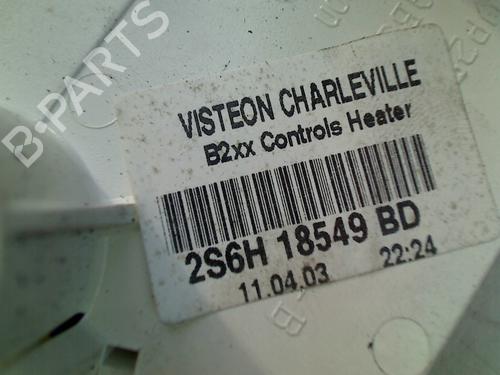 B-PARTS
VISTEON CHARLEVILLE
B2xx Controls Heater
2S6H 18549 BD
11.04.03 22:24